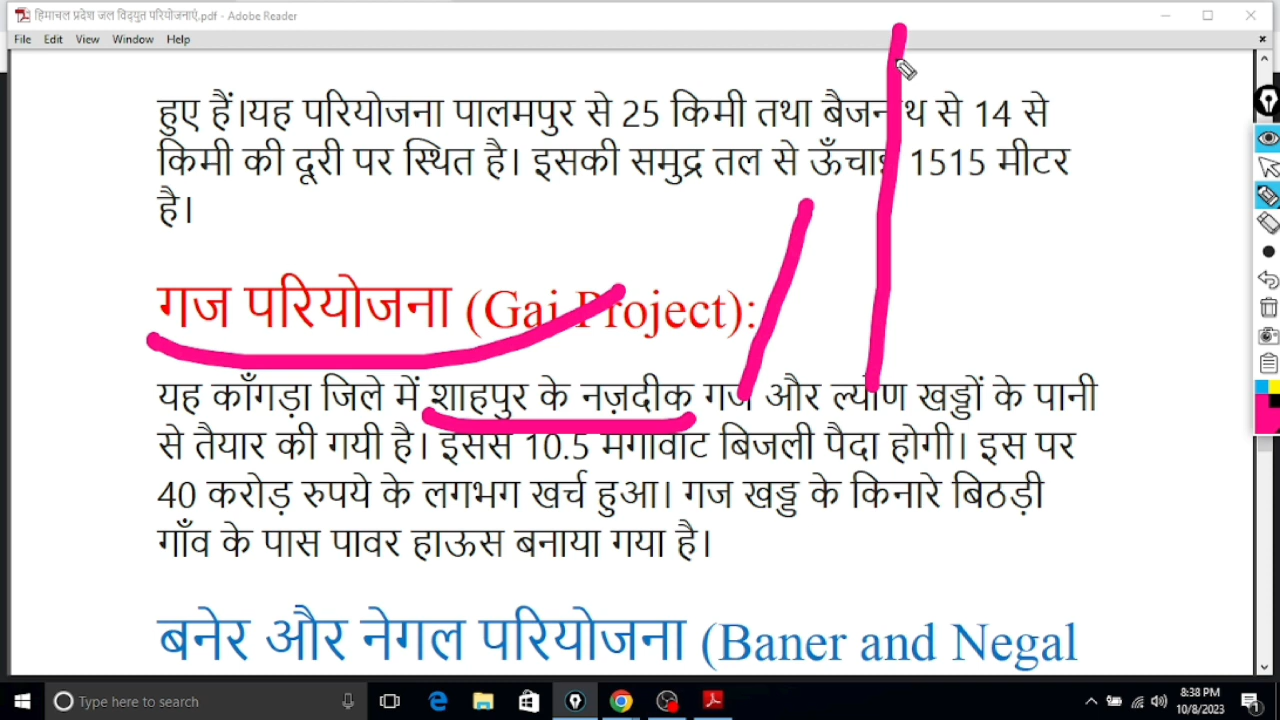 हिमाचल प्रदेश जल विद्युत परियोजनाएं.pdf - Adobe Reader
File Edit View Window Help
हुए हैं।यह परियोजना पालमपुर से 25 किमी तथा बैजनाथ से 14 से
किमी की दूरी पर स्थित है। इसकी समुद्र तल से ऊँचाई 1515 मीटर
है।
गज परियोजना (Gaj Project):
यह काँगड़ा जिले में शाहपुर के नज़दीक गज और ल्योण खड्डों के पानी
से तैयार की गयी है। इससे 10.5 मेगावाट बिजली पैदा होगी। इस पर
40 करोड़ रुपये के लगभग खर्च हुआ। गज खड्ड के किनारे बिठड़ी
गाँव के पास पावर हाऊस बनाया गया है।
बनेर और नेगल परियोजना (Baner and Negal
Type here to search
8:38 PM
10/8/2023
1